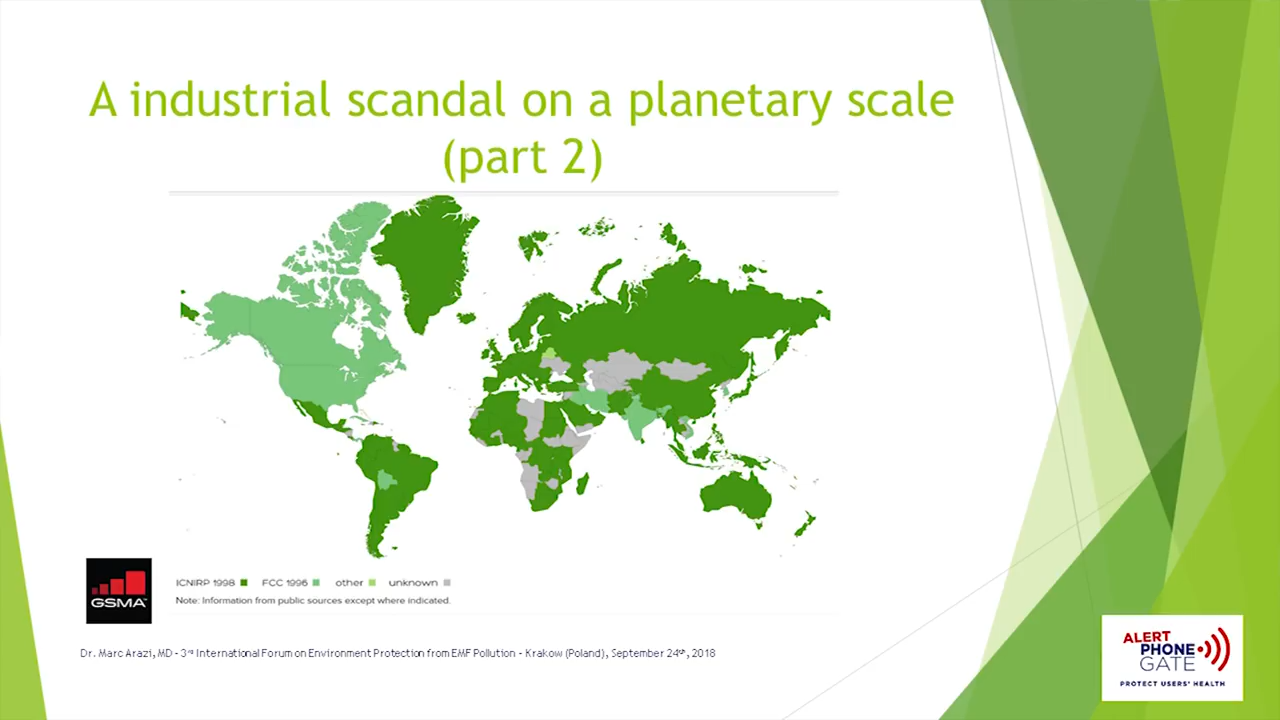 A industrial scandal on a planetary scale
(part 2)
ICNIRP 1998 FCC 1996 other unknown
Note: Information from public sources except where indicated.
GSMA™
Dr. Marc Arazi, MD - 3rd International Forum on Environment Protection from EMF Pollution - Krakow (Poland), September 24th, 2018
ALERT
PHONE
GATE
PROTECT USERS' HEALTH